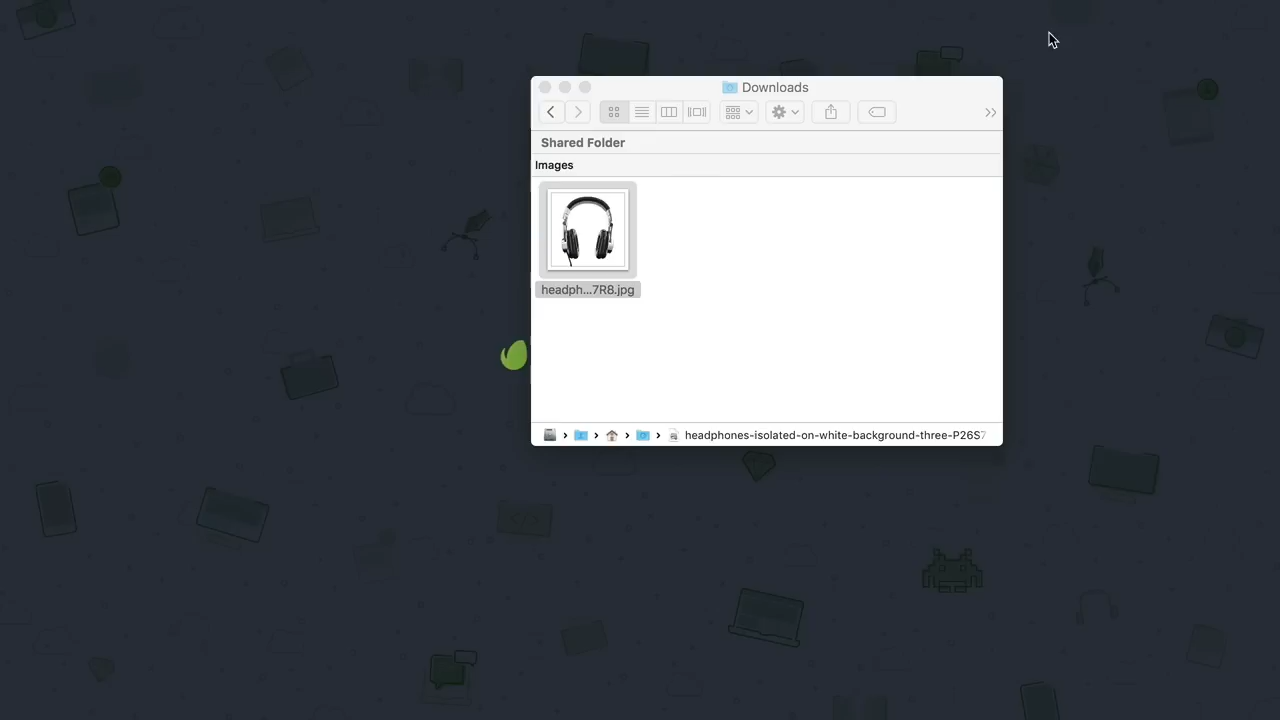 Downloads
Shared Folder
Images
headph...7R8.jpg
headphones-isolated-on-white-background-three-P26S7